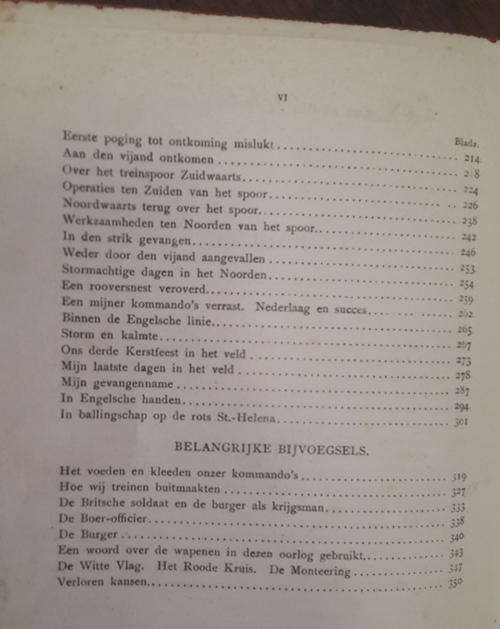 VI
Bladz.
Eerste poging tot ontkoming mislukt 214
Aan den vijand ontkomen 218
Over het treinspoor Zuidwaarts 224
Operaties ten Zuiden van het spoor 226
Noordwaarts terug over het spoor 238
Werkzaamheden ten Noorden van het spoor 242
In den strik gevangen 246
Weder door den vijand aangevallen 253
Stormachtige dagen in het Noorden 254
Een rooversnest veroverd 259
Een mijner kommando's verrast. Nederlaag en succes 262
Binnen de Engelsche linie 265
Storm en kalmte 267
Ons derde Kerstfeest in het veld 273
Mijn laatste dagen in het veld 278
Mijn gevangenname 287
In Engelsche handen 294
In ballingschap op de rots St.-Helena 301
BELANGRIJKE BIJVOEGSELS.
Het voeden en kleeden onzer kommando's 319
Hoe wij treinen buitmaakten 327
De Britsche soldaat en de burger als krijgsman 333
De Boer-officier 338
De Burger 340
Een woord over de wapenen in dezen oorlog gebruikt 343
De Witte Vlag. Het Roode Kruis. De Monteering 347
Verloren kansen 350